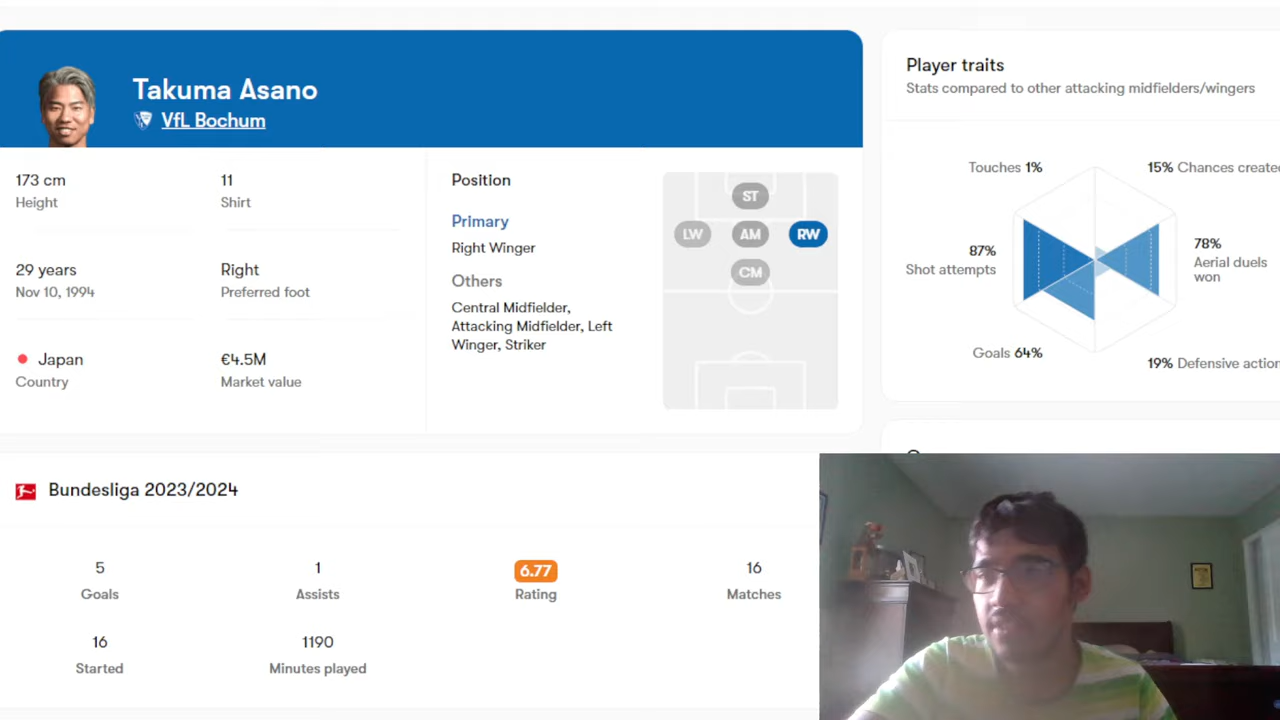 Takuma Asano
VfL Bochum
173 cm
Height
11
Shirt
29 years
Nov 10, 1994
Right
Preferred foot
Japan
Country
€4.5M
Market value
Position
Primary
Right Winger
Others
Central Midfielder,
Attacking Midfielder, Left
Winger, Striker
ST
LW
AM
RW
CM
Player traits
Stats compared to other attacking midfielders/wingers
Touches 1%
15% Chances create
87%
Shot attempts
78%
Aerial duels
won
Goals 64%
19% Defensive action
Bundesliga 2023/2024
5
Goals
1
Assists
6.77
Rating
16
Matches
16
Started
1190
Minutes played